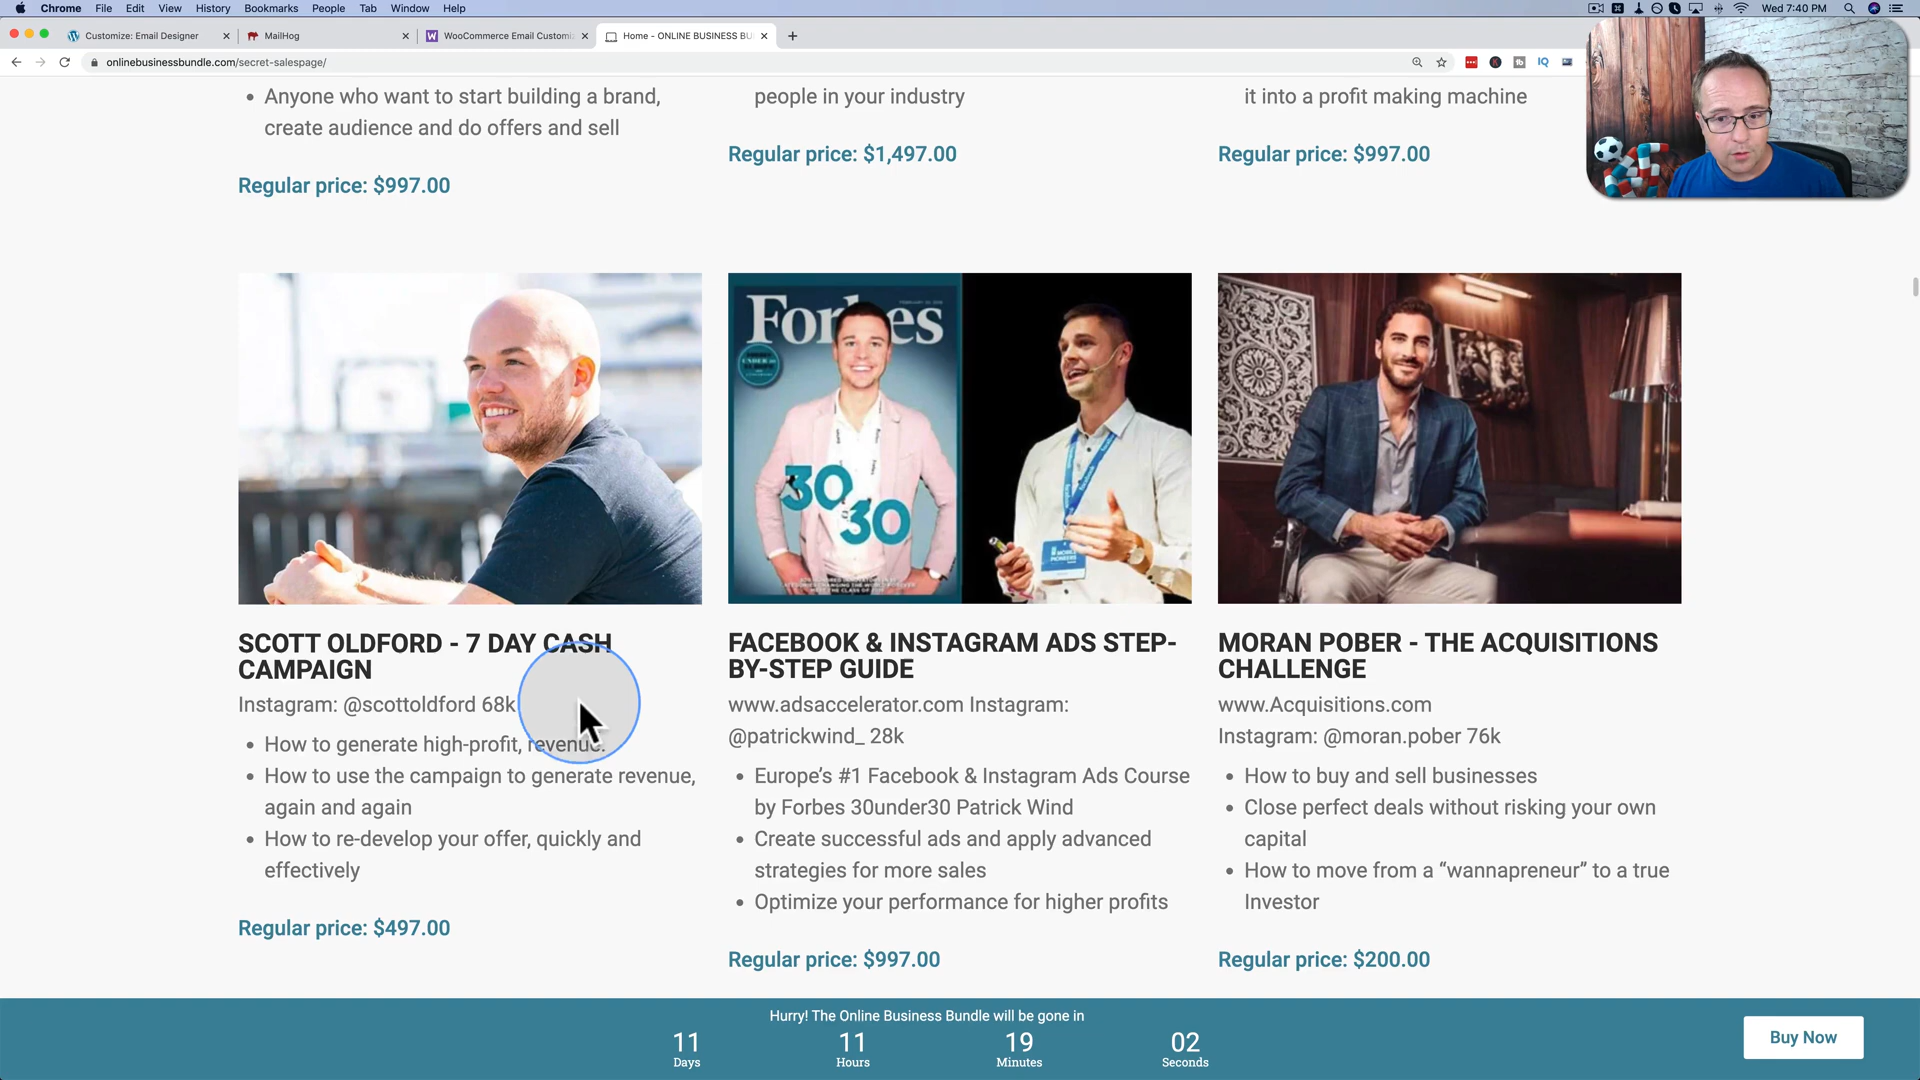 Chrome File Edit View History Bookmarks People Tab Window Help
Wed 7:40 PM
Customize: Email Designer
MailHog
WooCommerce Email Customi
Home - ONLINE BUSINESS BU
onlinebusinessbundle.com/secret-salespage/
IQ
Anyone who want to start building a brand,
create audience and do offers and sell
Regular price: $997.00
people in your industry
Regular price: $1,497.00
it into a profit making machine
Regular price: $997.00
Forbes
30
30
SCOTT OLDFORD - 7 DAY CASH
CAMPAIGN
Instagram: @scottoldford 68k
How to generate high-profit, revenue.
How to use the campaign to generate revenue,
again and again
How to re-develop your offer, quickly and
effectively
Regular price: $497.00
FACEBOOK & INSTAGRAM ADS STEP-
BY-STEP GUIDE
www.adsaccelerator.com Instagram:
@patrickwind_ 28k
Europe's #1 Facebook & Instagram Ads Course
by Forbes 30under30 Patrick Wind
Create successful ads and apply advanced
strategies for more sales
Optimize your performance for higher profits
Regular price: $997.00
MORAN POBER - THE ACQUISITIONS
CHALLENGE
www.Acquisitions.com
Instagram: @moran.pober 76k
How to buy and sell businesses
Close perfect deals without risking your own
capital
How to move from a “wannapreneur” to a true
Investor
Regular price: $200.00
Hurry! The Online Business Bundle will be gone in
11 11 19 02
Days Hours Minutes Seconds
Buy Now